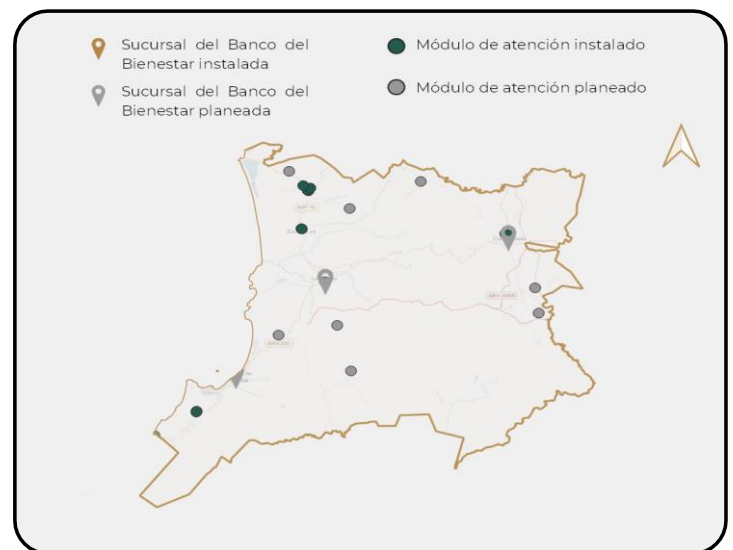 Sucursal del Banco del
Bienestar instalada
Sucursal del Banco del
Bienestar planeada
Módulo de atención instalado
Módulo de atención planeado